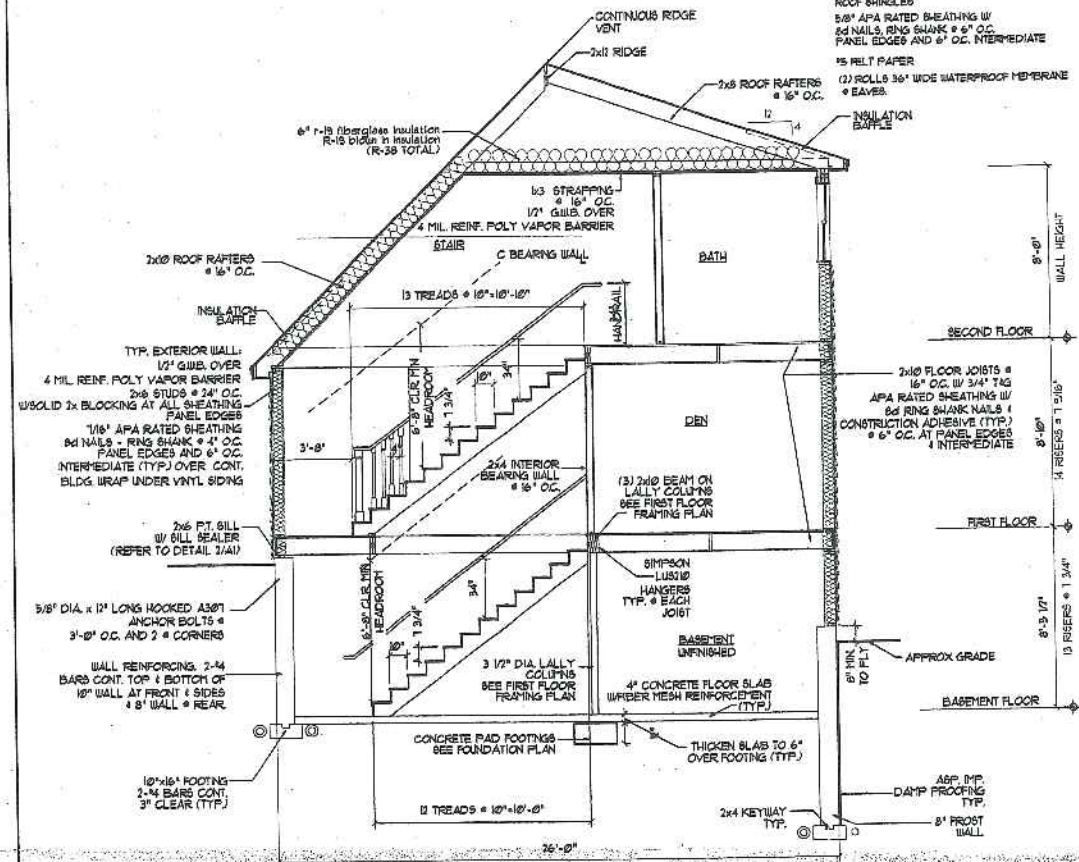 ROOF SHINGLES
5/8" APA RATED SHEATHING W/
8d NAILS, RING SHANK @ 6" O.C.
PANEL EDGES AND 6" O.C. INTERMEDIATE
15 FELT PAPER
(2) ROLLS 36" WIDE WATERPROOF MEMBRANE
@ EAVES.
CONTINUOUS RIDGE
VENT
2x12 RIDGE
2x8 ROOF RAFTERS
@ 16" O.C.
12
4
INSULATION
BAFFLE
6" r-19 fiberglass insulation
R-19 blown in insulation
(R-38 TOTAL)
1x3 STRAPPING
@ 16" O.C.
1/2" G.W.B. OVER
4 MIL. REINF. POLY VAPOR BARRIER
STAIR
BATH
C BEARING WALL
2x10 ROOF RAFTERS
@ 16" O.C.
13 TREADS @ 10"=10'-10"
HANDRAIL
8'-0"
WALL HEIGHT
INSULATION
BAFFLE
SECOND FLOOR
TYP. EXTERIOR WALL:
1/2" G.W.B. OVER
4 MIL. REINF. POLY VAPOR BARRIER
2x6 STUDS @ 24" O.C.
W/SOLID 2x BLOCKING AT ALL SHEATHING
PANEL EDGES
7/16" APA RATED SHEATHING
8d NAILS - RING SHANK @ 4" O.C.
PANEL EDGES AND 6" O.C.
INTERMEDIATE (TYP.) OVER CONT.
BLDG. WRAP UNDER VINYL SIDING
3'-8"
6'-8" CLR. MIN
HEADROOM
10"
7 3/4"
34"
DEN
2x10 FLOOR JOISTS @
16" O.C. W/ 3/4" T&G
APA RATED SHEATHING W/
8d RING SHANK NAILS &
CONSTRUCTION ADHESIVE (TYP.)
@ 6" O.C. AT PANEL EDGES
& INTERMEDIATE
8'-10"
14 RISERS @ 7 9/16"
2x4 INTERIOR
BEARING WALL
@ 16" O.C.
(3) 2x10 BEAM ON
LALLY COLUMNS
SEE FIRST FLOOR
FRAMING PLAN
FIRST FLOOR
2x6 P.T. SILL
W/ SILL SEALER
(REFER TO DETAIL 2/A1)
SIMPSON
LUS210
HANGERS
TYP. @ EACH
JOIST
6'-8" CLR. MIN
HEADROOM
34"
10"
7 3/4"
5/8" DIA. x 12" LONG HOOKED A307
ANCHOR BOLTS @
3'-0" O.C. AND 2 @ CORNERS
BASEMENT
UNFINISHED
8'-3 1/2"
13 RISERS @ 7 3/4"
8" MIN.
TO PLY
APPROX GRADE
WALL REINFORCING. 2-#4
BARS CONT. TOP & BOTTOM OF
10" WALL AT FRONT & SIDES
& 8" WALL @ REAR
3 1/2" DIA. LALLY
COLUMNS
SEE FIRST FLOOR
FRAMING PLAN
4" CONCRETE FLOOR SLAB
W/FIBER MESH REINFORCEMENT
(TYP.)
BASEMENT FLOOR
CONCRETE PAD FOOTINGS
SEE FOUNDATION PLAN
THICKEN SLAB TO 6"
OVER FOOTING (TYP.)
10"x16" FOOTING
2-#4 BARS CONT.
3" CLEAR (TYP.)
12 TREADS @ 10"=10'-0"
2x4 KEYWAY
TYP.
ASP. IMP.
DAMP PROOFING
TYP.
8" FROST
WALL
26'-0"